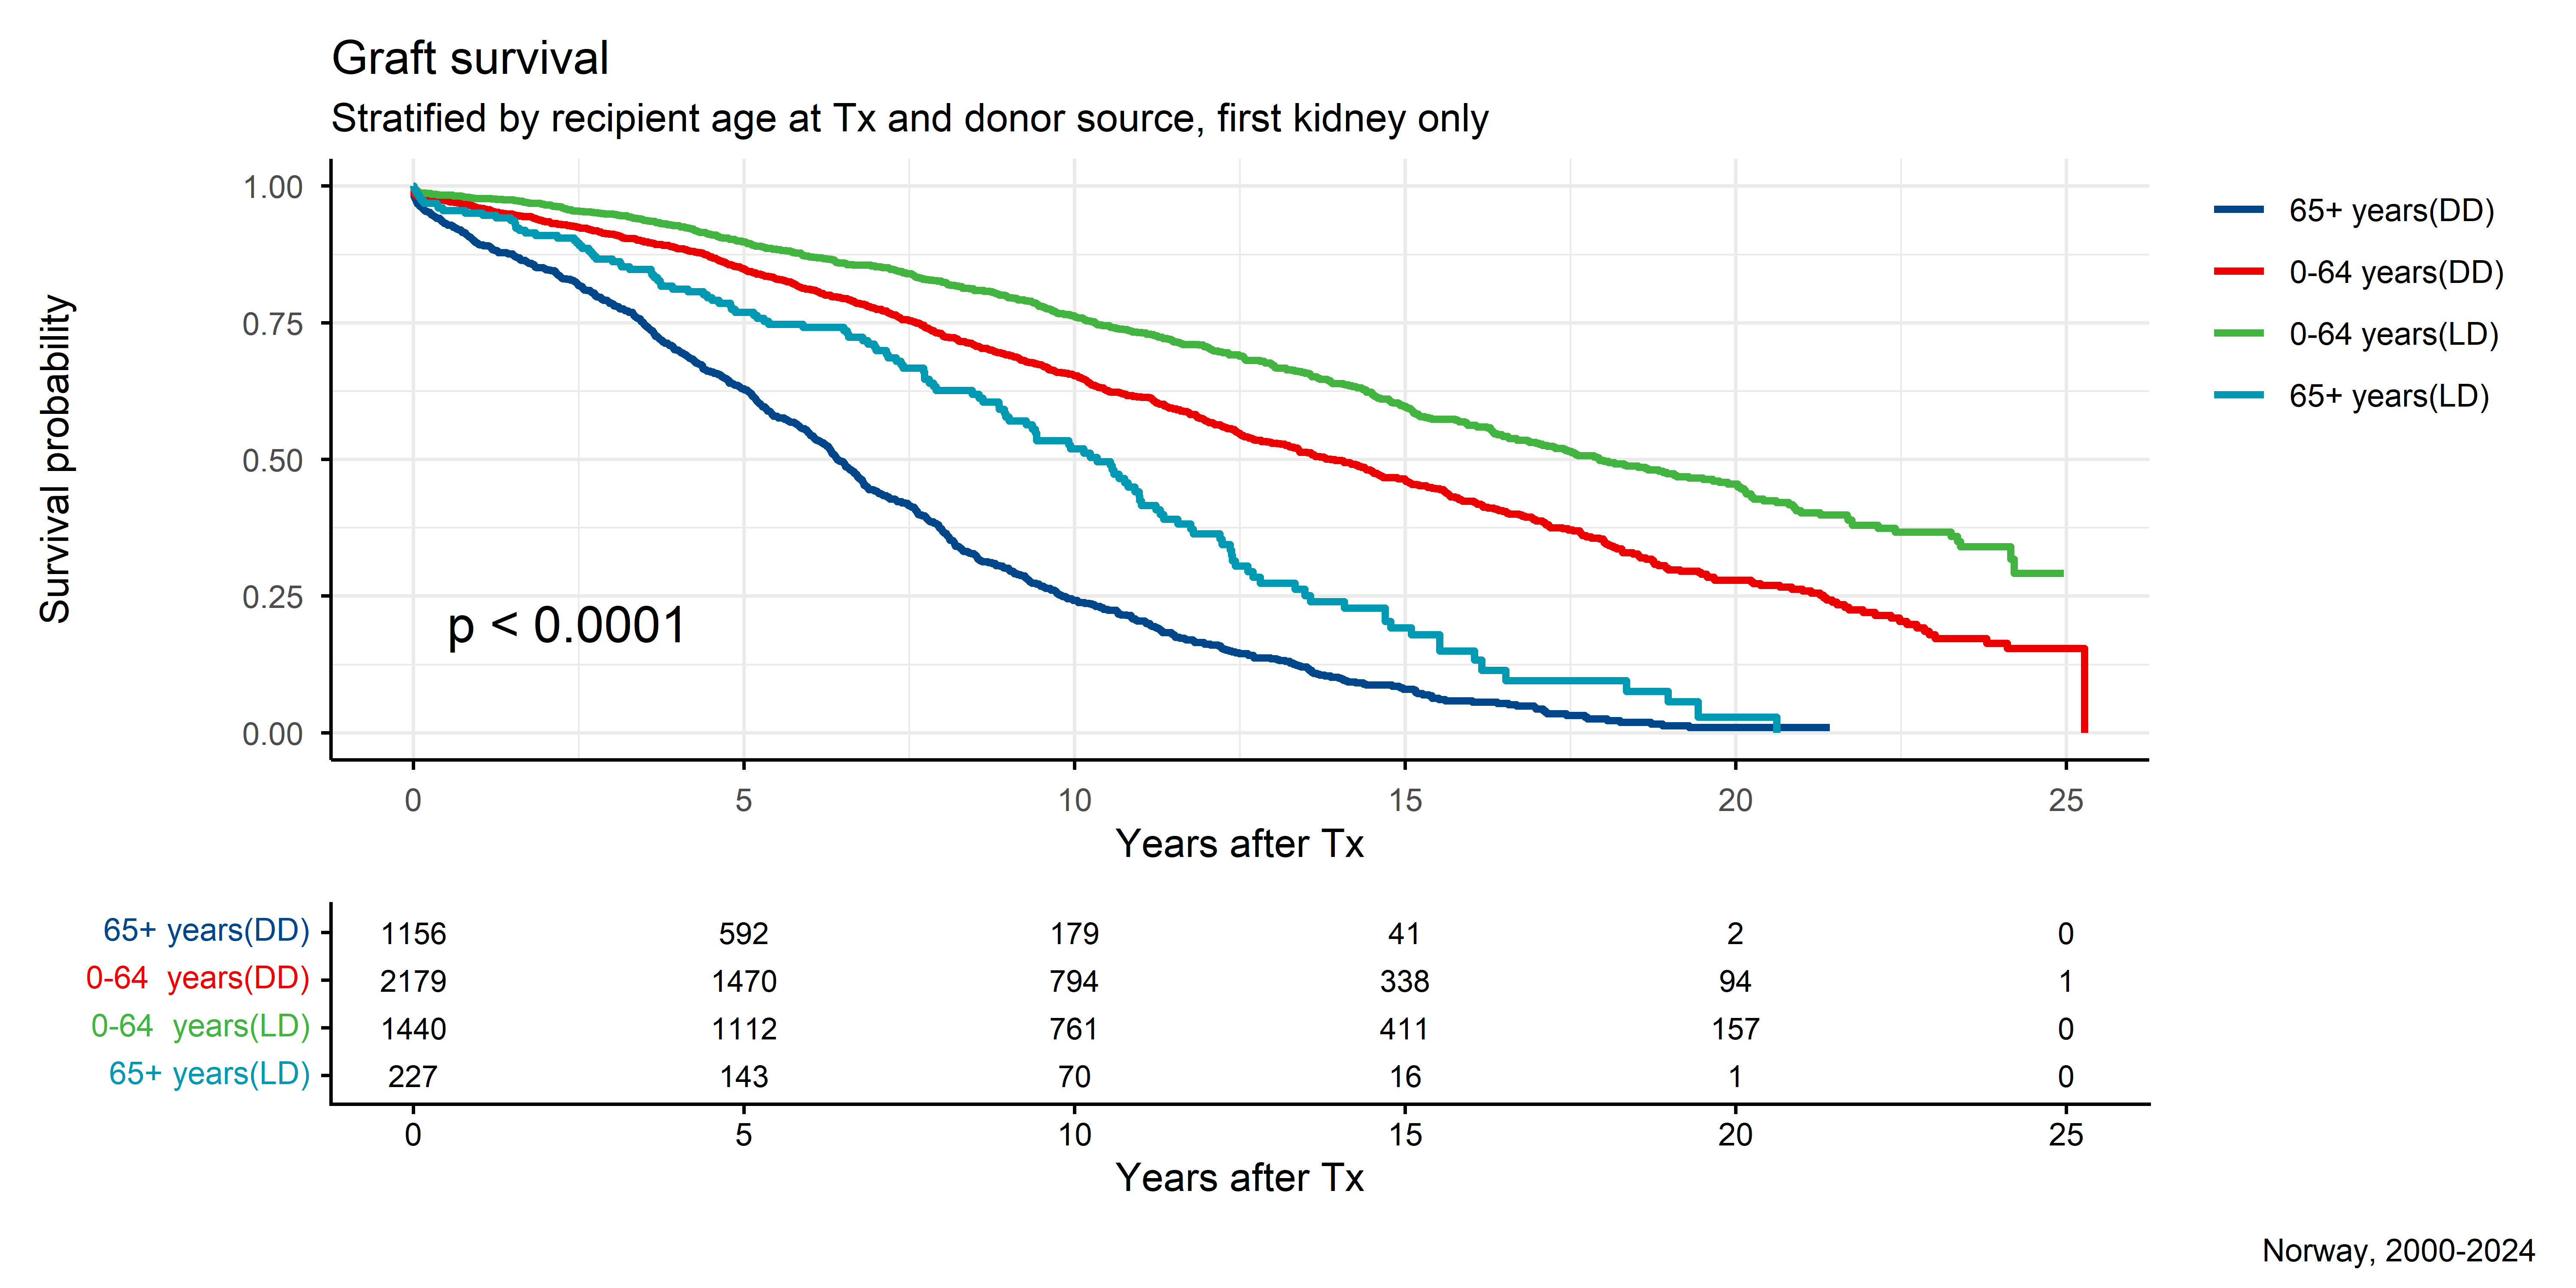 Graft survival
Stratified by recipient age at Tx and donor source, first kidney only
Survival probability
1.00
0.75
0.50
0.25
0.00
p < 0.0001
0 5 10 15 20 25
Years after Tx
65+ years(DD)
0-64 years(DD)
0-64 years(LD)
65+ years(LD)
65+ years(DD) 1156 592 179 41 2 0
0-64 years(DD) 2179 1470 794 338 94 1
0-64 years(LD) 1440 1112 761 411 157 0
65+ years(LD) 227 143 70 16 1 0
0 5 10 15 20 25
Years after Tx
Norway, 2000-2024